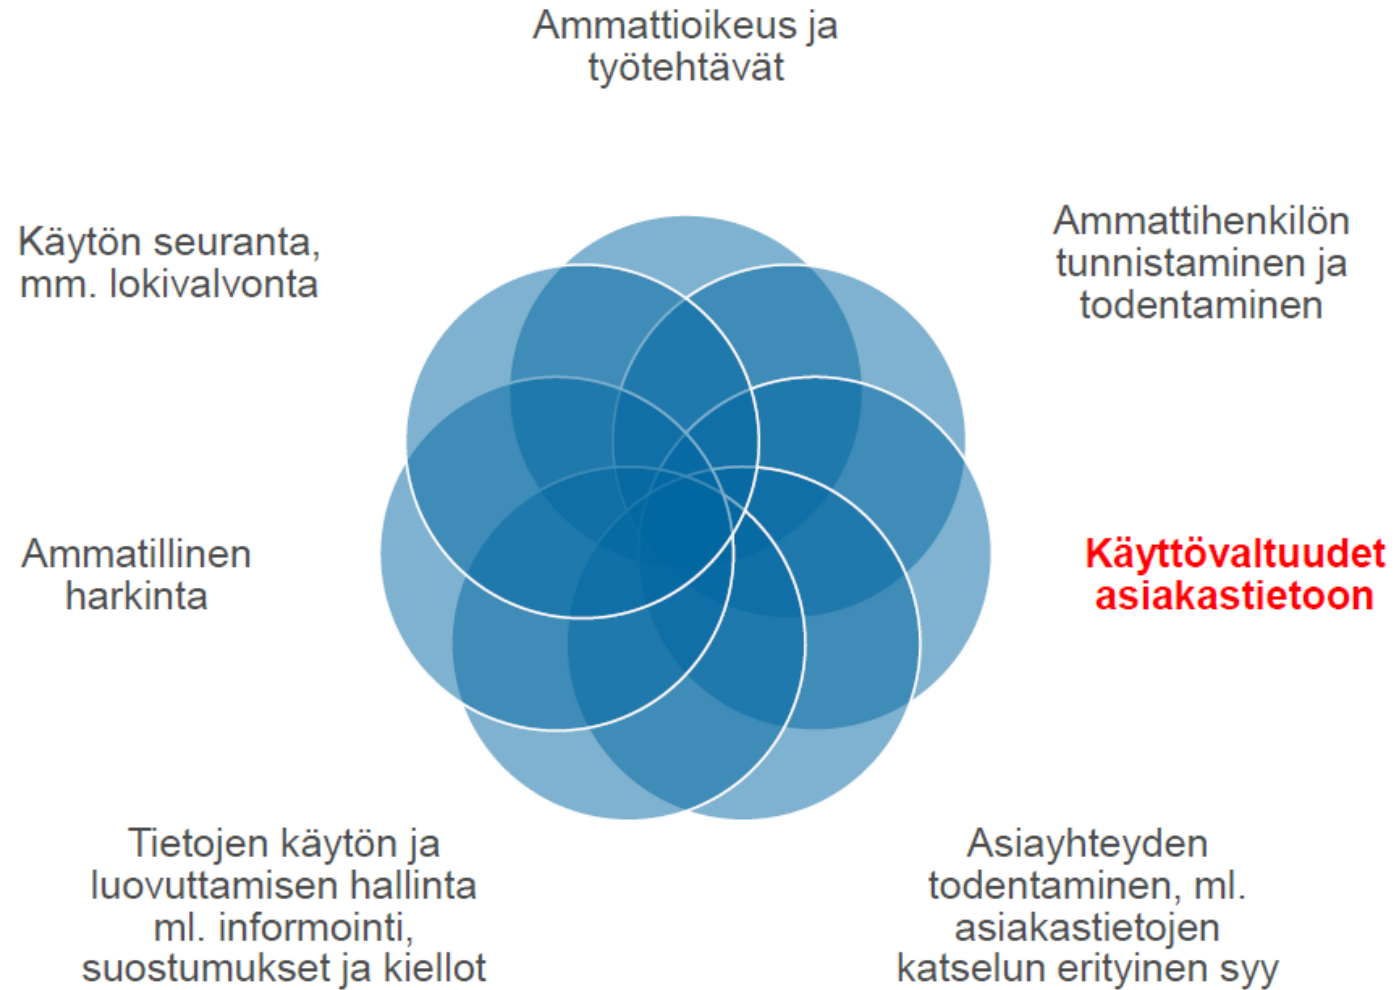 Ammattioikeus ja
työtehtävät
Ammattihenkilön
tunnistaminen ja
todentaminen
Käyttövaltuudet
asiakastietoon
Asiayhteyden
todentaminen, ml.
asiakastietojen
katselun erityinen syy
Tietojen käytön ja
luovuttamisen hallinta
ml. informointi,
suostumukset ja kiellot
Ammatillinen
harkinta
Käytön seuranta,
mm. lokivalvonta